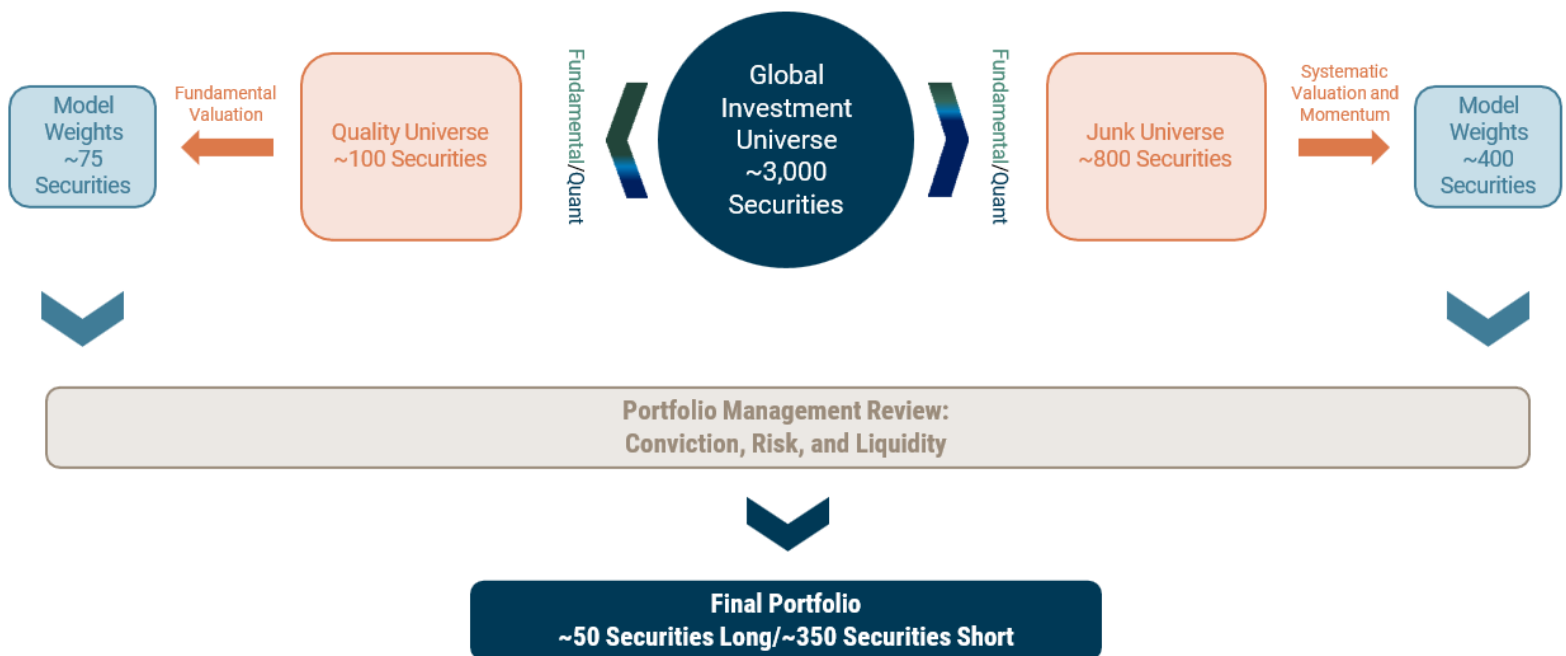 Model
Weights
~75
Securities
Fundamental
Valuation
Quality Universe
~100 Securities
Fundamental/Quant
Global
Investment
Universe
~3,000
Securities
Fundamental/Quant
Junk Universe
~800 Securities
Systematic
Valuation and
Momentum
Model
Weights
~400
Securities
Portfolio Management Review:
Conviction, Risk, and Liquidity
Final Portfolio
~50 Securities Long/~350 Securities Short